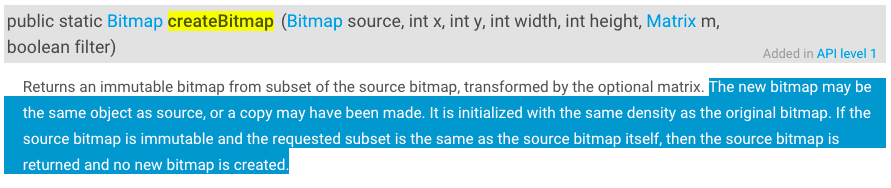 public static Bitmap createBitmap (Bitmap source, int x, int y, int width, int height, Matrix m,
boolean filter)
Added in API level 1
Returns an immutable bitmap from subset of the source bitmap, transformed by the optional matrix. The new bitmap may be
the same object as source, or a copy may have been made. It is initialized with the same density as the original bitmap. If the
source bitmap is immutable and the requested subset is the same as the source bitmap itself, then the source bitmap is
returned and no new bitmap is created.